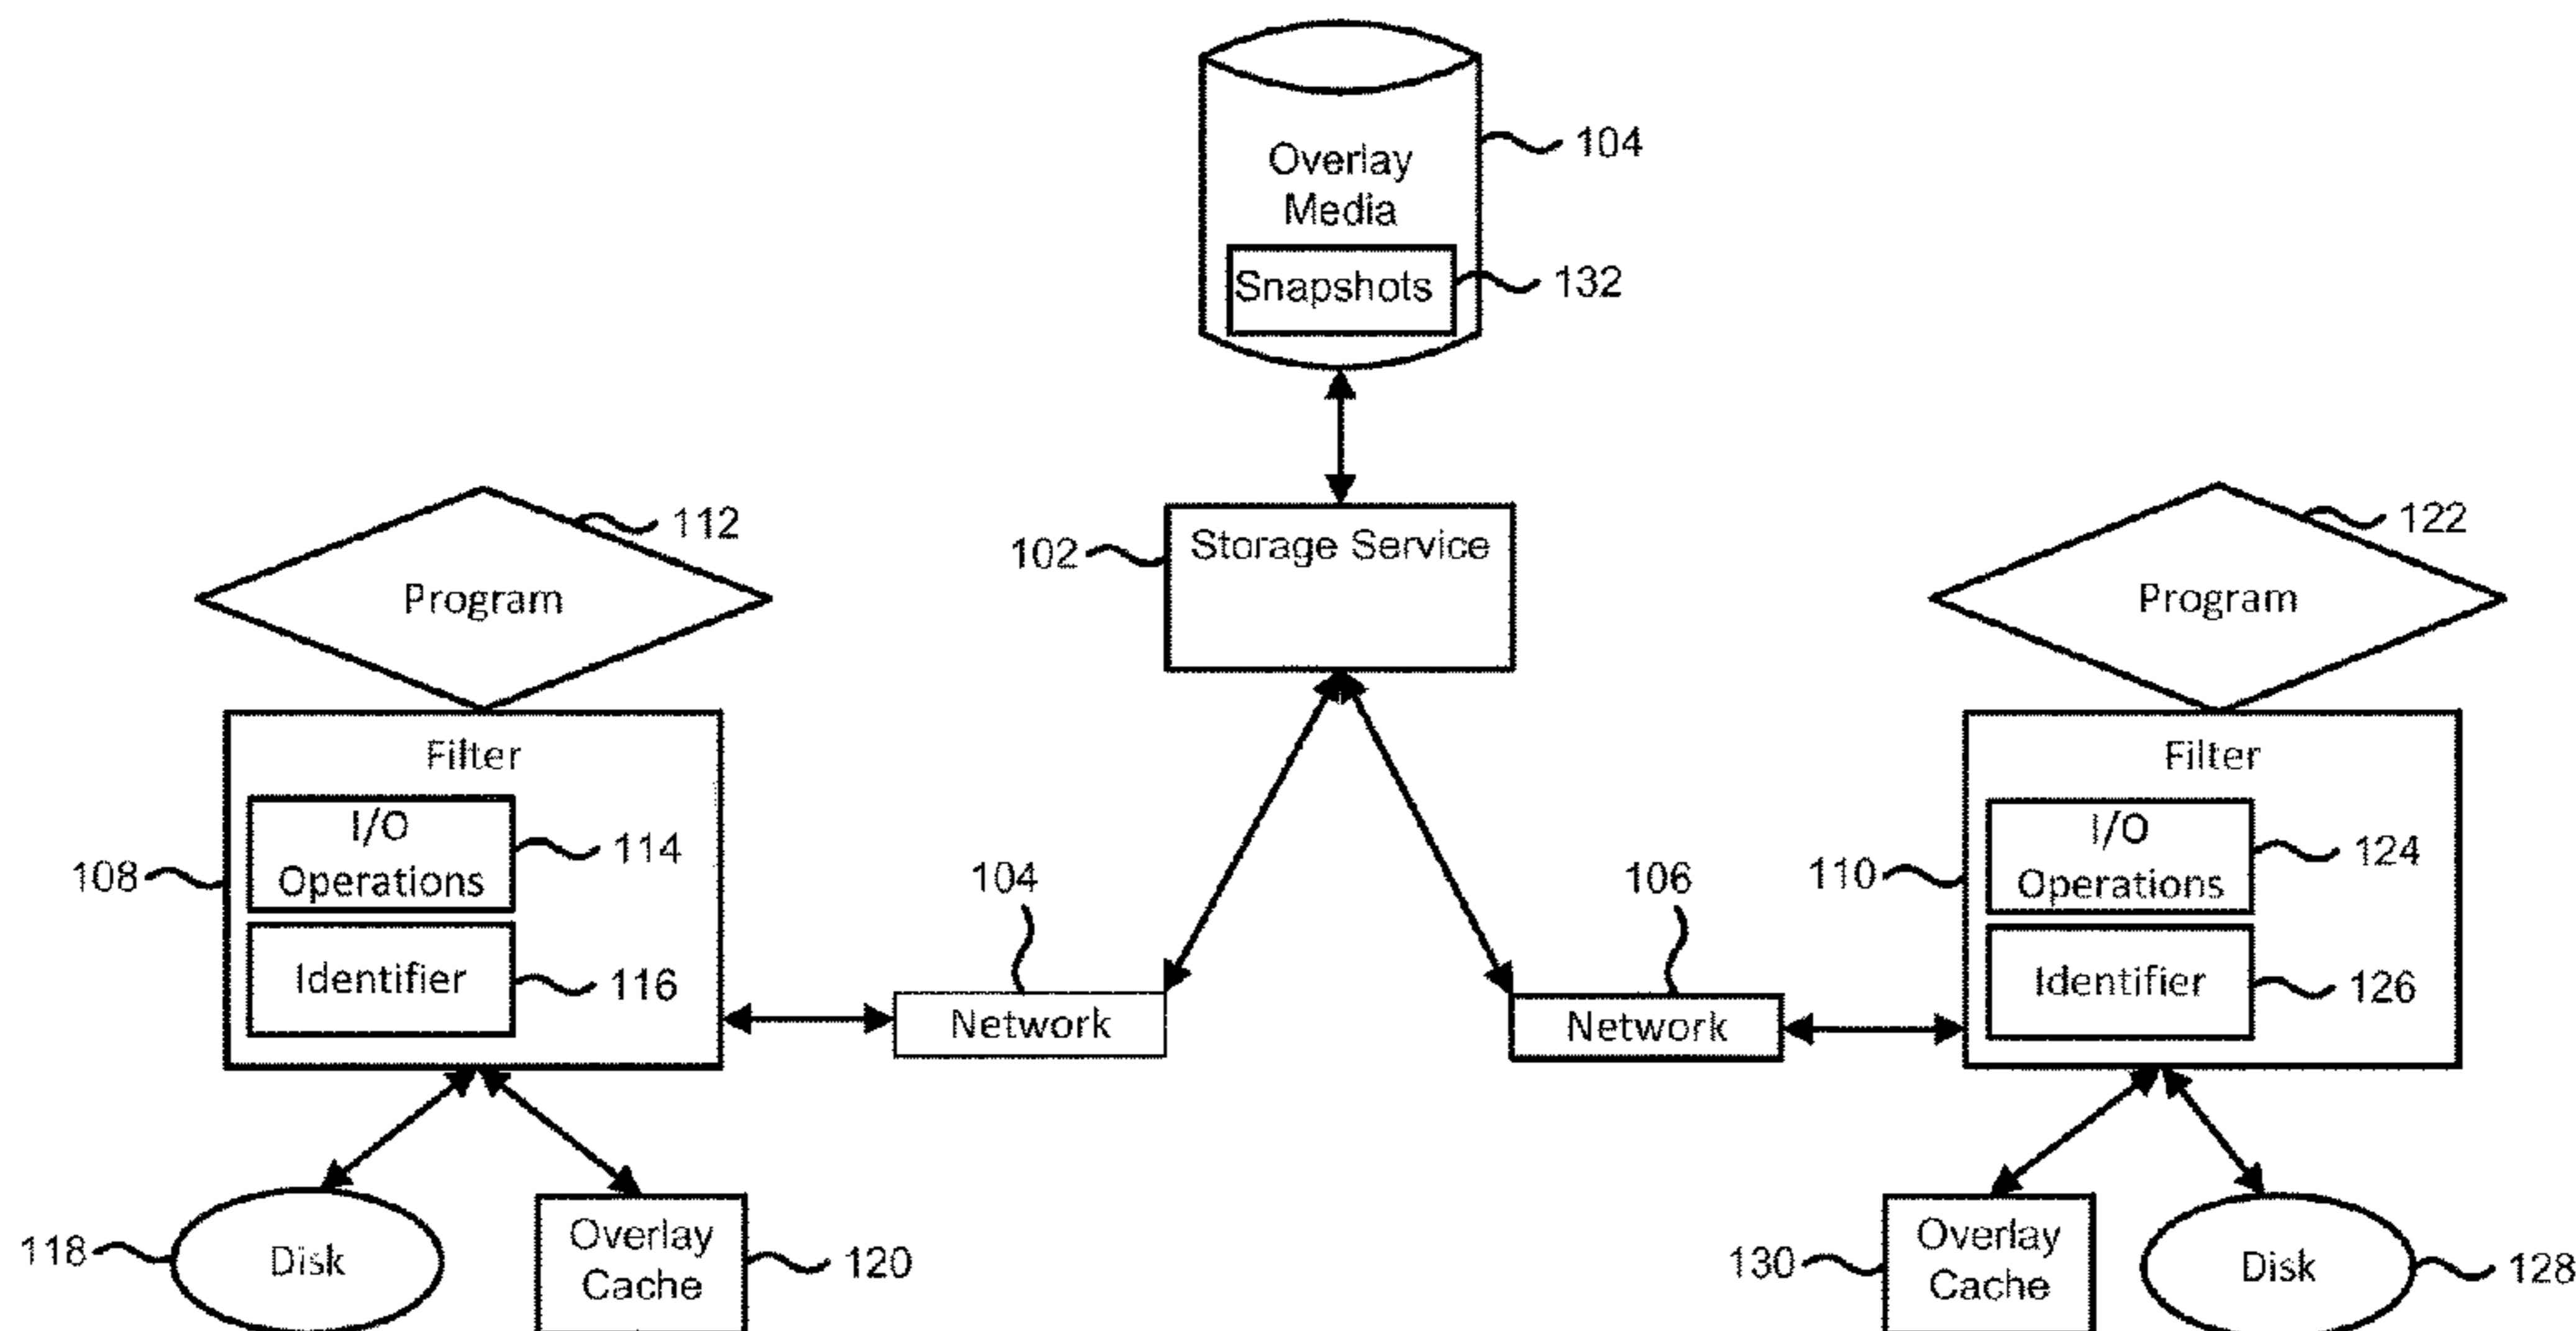 104
Overlay
Media
Snapshots
132
102
Storage Service
112
Program
122
Program
Filter
I/O
Operations
114
108
Identifier
116
104
Network
106
Network
Filter
I/O
Operations
124
110
Identifier
126
118
Disk
Overlay
Cache
120
130
Overlay
Cache
Disk
128